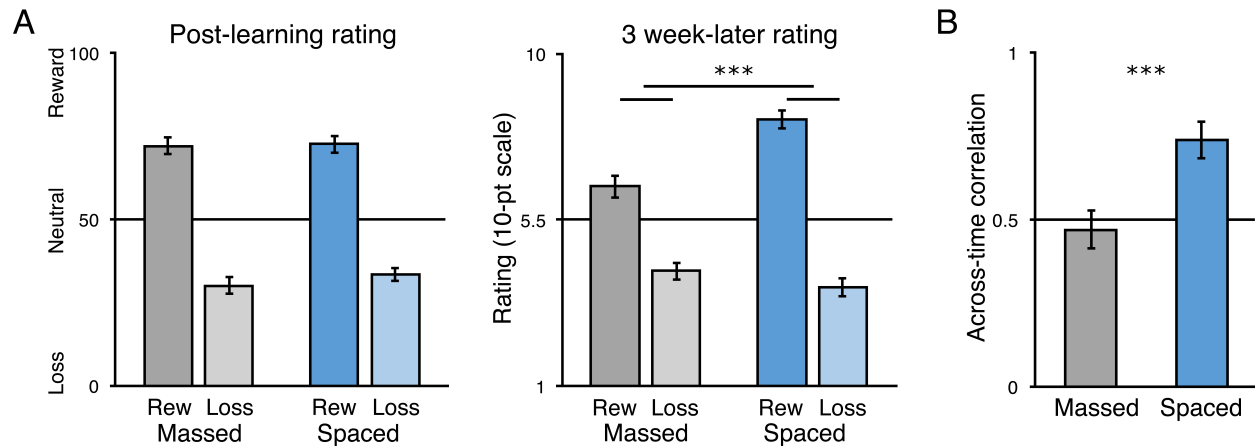 A
Post-learning rating
100
50
0
Reward
Neutral
Loss
Rew Loss
Massed
Rew Loss
Spaced
3 week-later rating
10
5.5
1
Rating (10-pt scale)
***
Rew Loss
Massed
Rew Loss
Spaced
B
1
0.5
0
Across-time correlation
***
Massed
Spaced